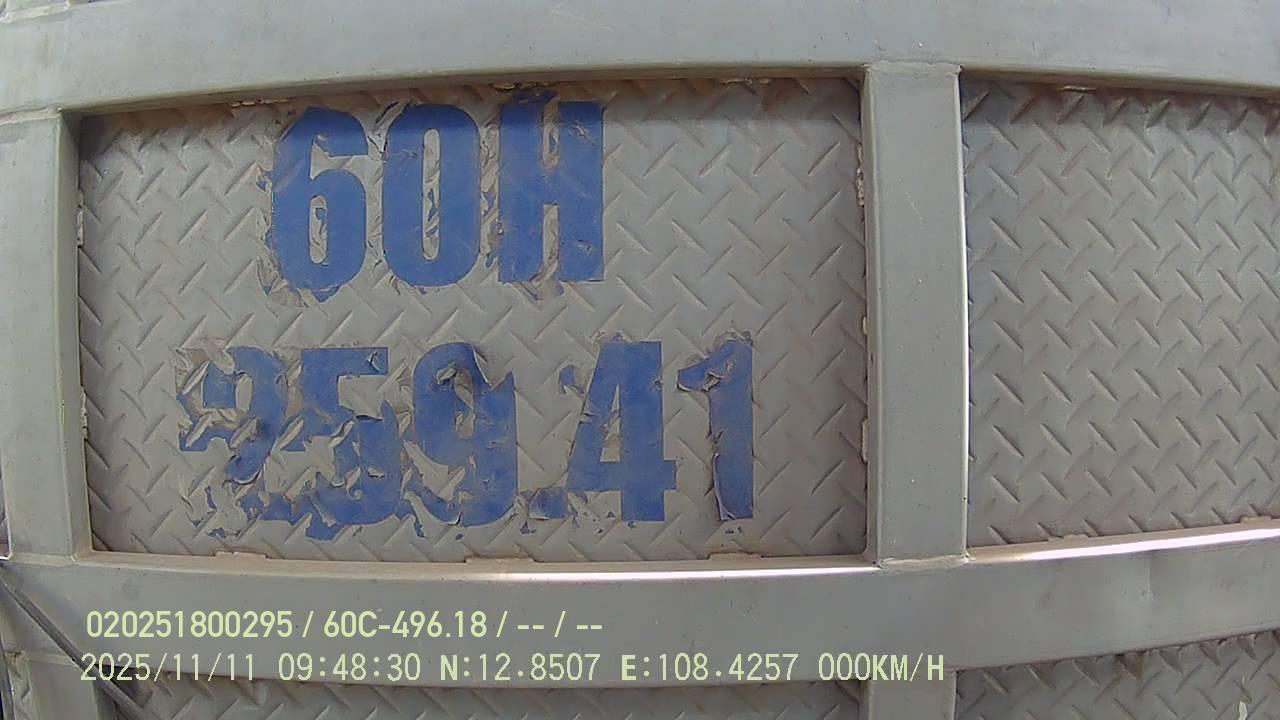 60H
259.41
020251800295 / 60C-496.18 / -- / --
2025/11/11 09:48:30 N:12.8507 E:108.4257 000KM/H